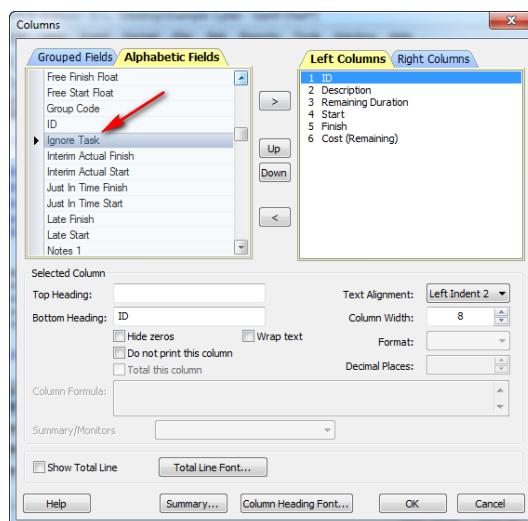 Columns
Grouped Fields Alphabetic Fields
Free Finish Float
Free Start Float
Group Code
ID
Ignore Task
Interim Actual Finish
Interim Actual Start
Just In Time Finish
Just In Time Start
Late Finish
Late Start
Notes 1
>
Up
Down
<
Left Columns Right Columns
1 ID
2 Description
3 Remaining Duration
4 Start
5 Finish
6 Cost (Remaining)
Selected Column
Top Heading:
Text Alignment: Left Indent 2
Bottom Heading: ID
Column Width: 8
Hide zeros Wrap text
Format:
Do not print this column
Total this column
Decimal Places:
Column Formula:
Summary/Monitors
Show Total Line Total Line Font...
Help Summary... Column Heading Font... OK Cancel